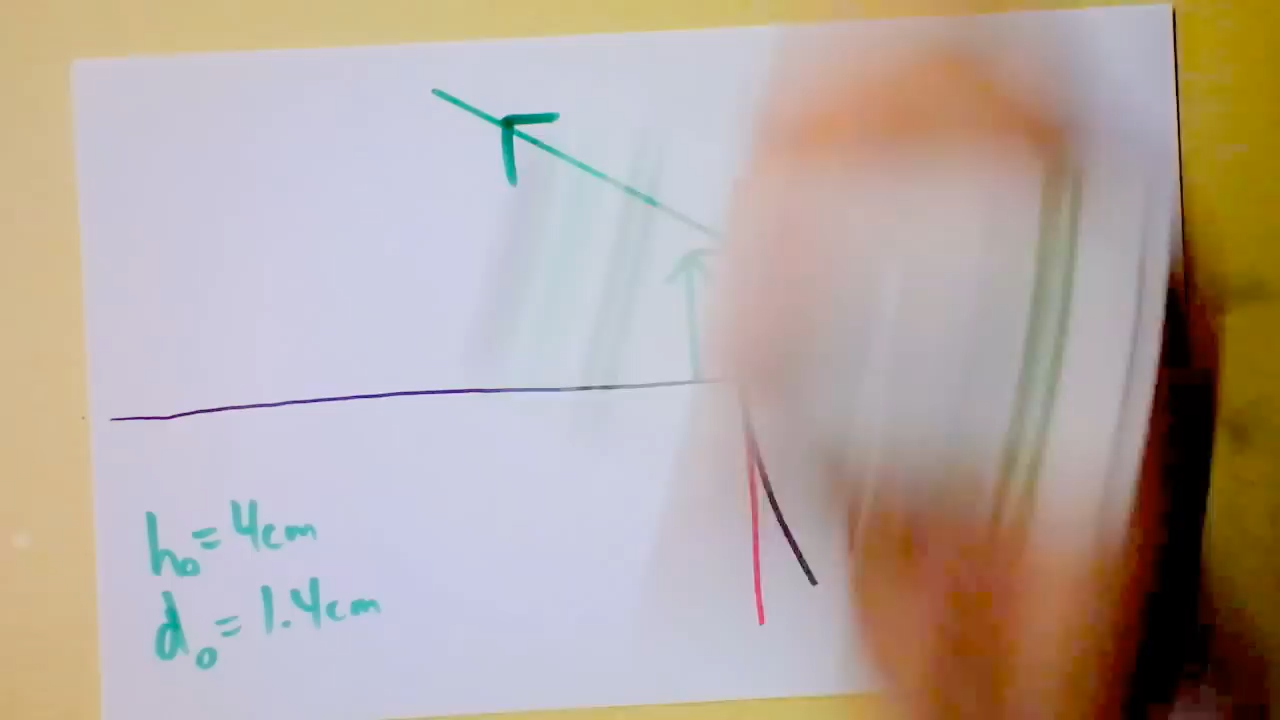 h₀ = 4cm
d₀ = 1.4cm